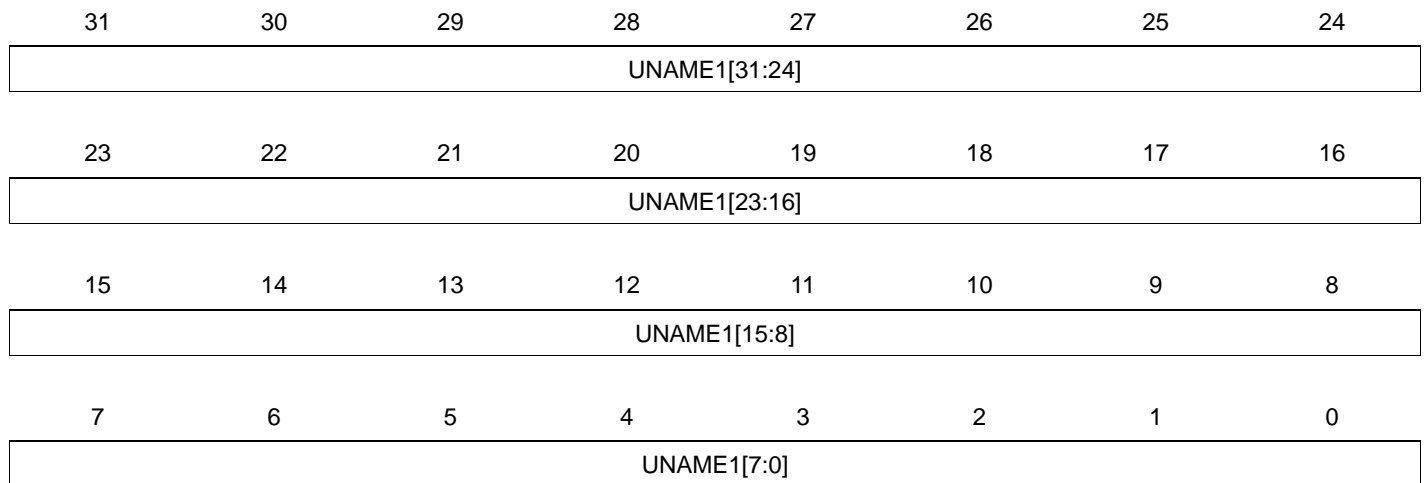 31 30 29 28 27 26 25 24
UNAME1[31:24]
23 22 21 20 19 18 17 16
UNAME1[23:16]
15 14 13 12 11 10 9 8
UNAME1[15:8]
7 6 5 4 3 2 1 0
UNAME1[7:0]